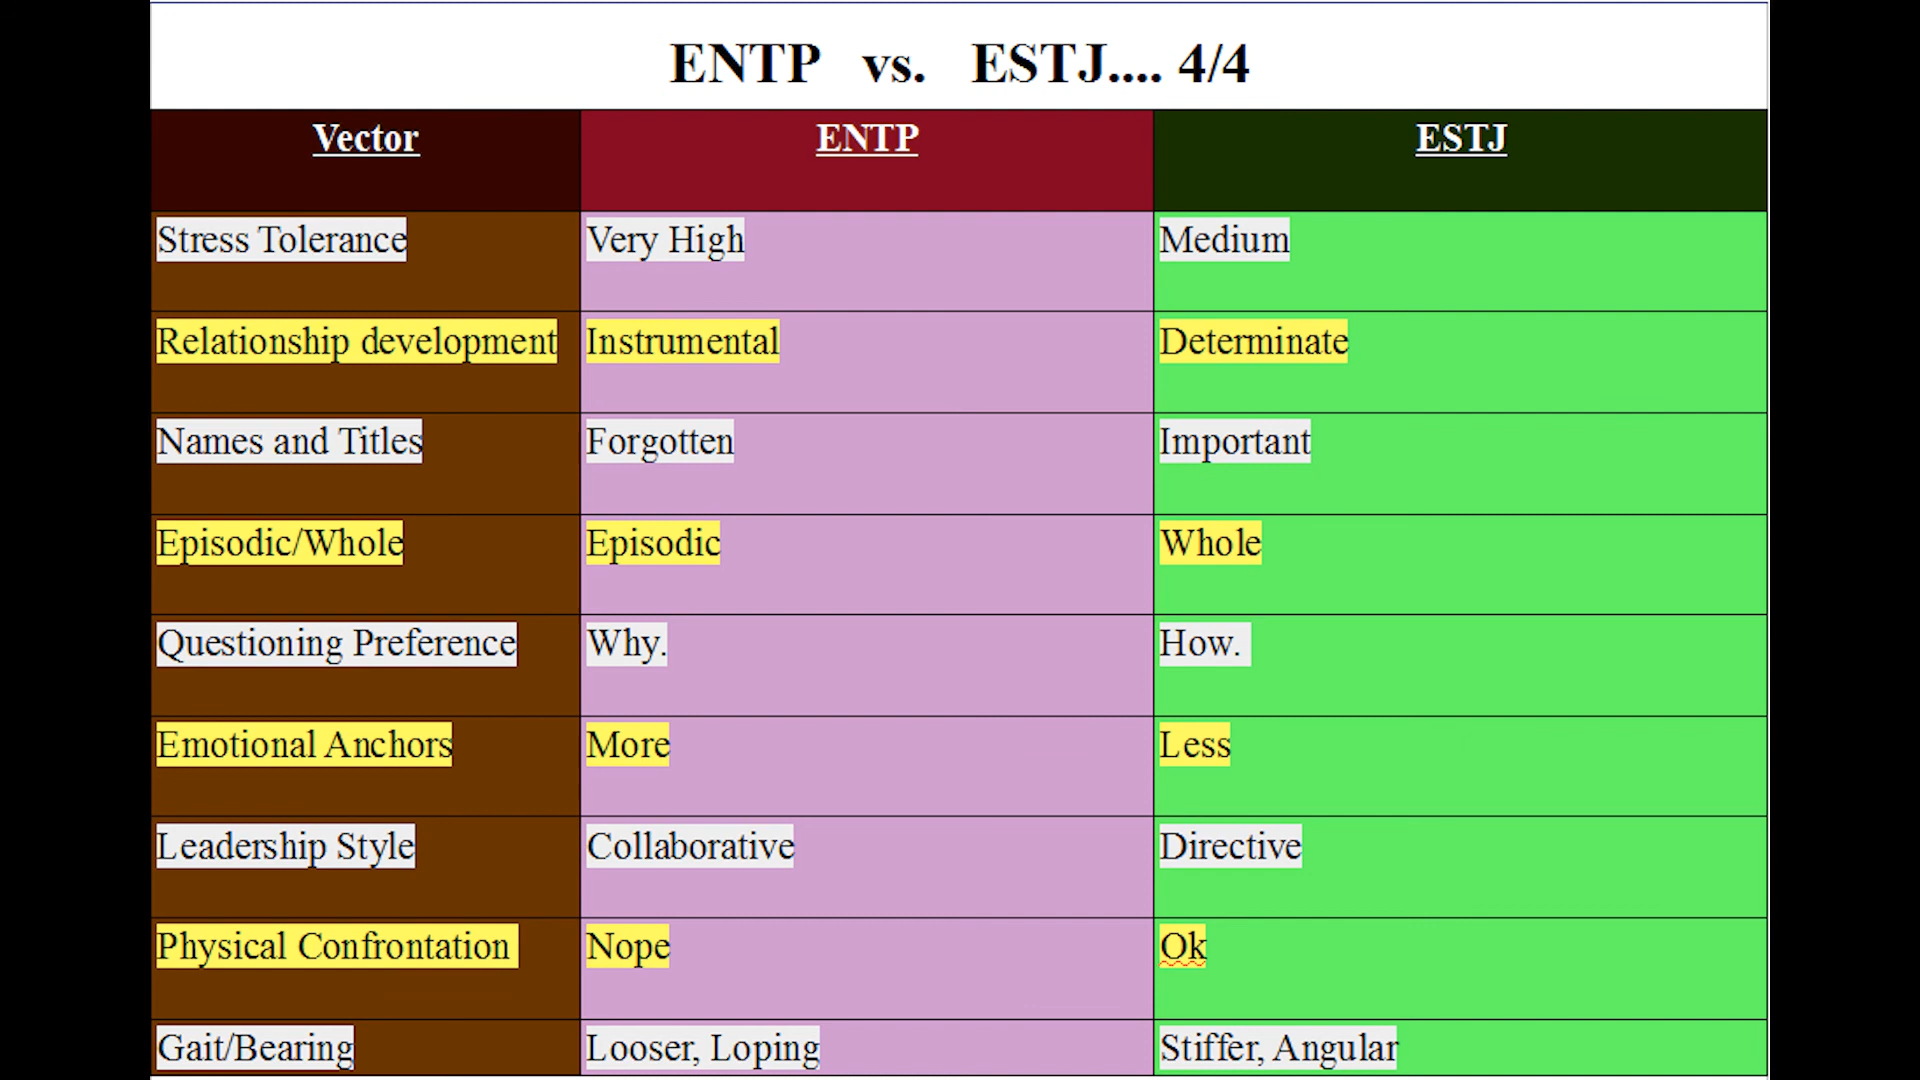 ENTP vs. ESTJ.... 4/4
Vector ENTP ESTJ
Stress Tolerance Very High Medium
Relationship development Instrumental Determinate
Names and Titles Forgotten Important
Episodic/Whole Episodic Whole
Questioning Preference Why. How.
Emotional Anchors More Less
Leadership Style Collaborative Directive
Physical Confrontation Nope Ok
Gait/Bearing Looser, Loping Stiffer, Angular